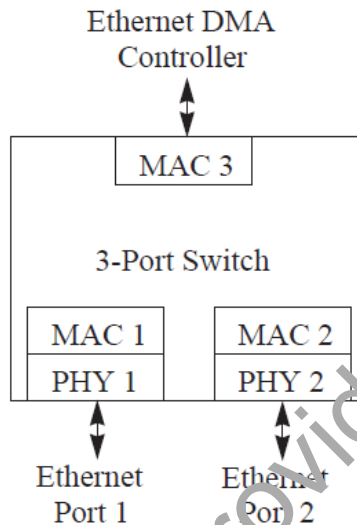 Ethernet DMA
Controller
MAC 3
3-Port Switch
MAC 1
MAC 2
PHY 1
PHY 2
Ethernet
Port 1
Ethernet
Port 2
provid